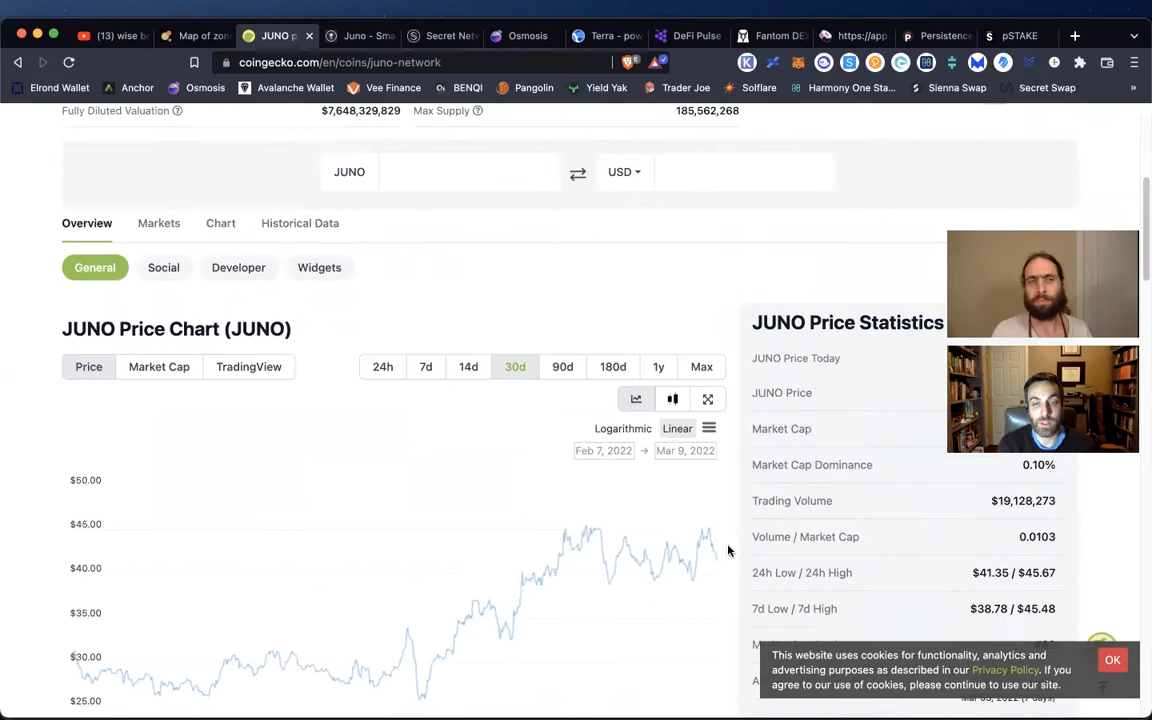 (13) wise b
Map of zon
JUNO p
Juno - Sma
Secret Net
Osmosis
Terra - pow
DeFi Pulse
Fantom DEX
https://app.
Persistence
pSTAKE
coingecko.com/en/coins/juno-network
Elrond Wallet
Anchor
Osmosis
Avalanche Wallet
Vee Finance
BENQI
Pangolin
Yield Yak
Trader Joe
Solflare
Harmony One Sta...
Sienna Swap
Secret Swap
»
Fully Diluted Valuation $7,648,329,829
Max Supply 185,562,268
JUNO
USD
Overview Markets Chart Historical Data
General Social Developer Widgets
JUNO Price Chart (JUNO)
Price Market Cap TradingView
24h 7d 14d 30d 90d 180d 1y Max
Logarithmic Linear
Feb 7, 2022 → Mar 9, 2022
$50.00
$45.00
$40.00
$35.00
$30.00
$25.00
JUNO Price Statistics
JUNO Price Today
JUNO Price
Market Cap
Market Cap Dominance 0.10%
Trading Volume $19,128,273
Volume / Market Cap 0.0103
24h Low / 24h High $41.35 / $45.67
7d Low / 7d High $38.78 / $45.48
This website uses cookies for functionality, analytics and
advertising purposes as described in our Privacy Policy. If you
agree to our use of cookies, please continue to use our site.
OK